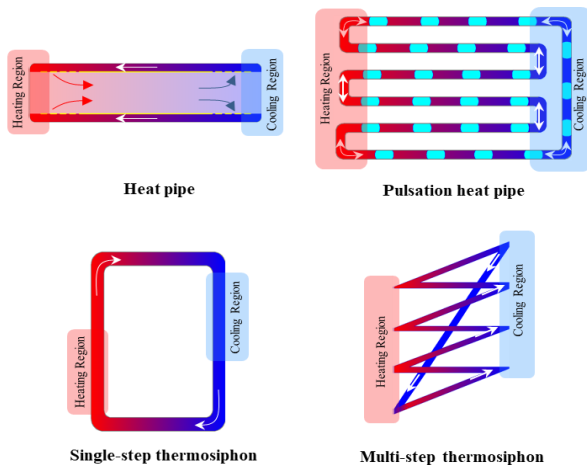 Heating Region
Cooling Region
Heat pipe
Heating Region
Cooling Region
Pulsation heat pipe
Heating Region
Cooling Region
Single-step thermosiphon
Heating Region
Cooling Region
Multi-step thermosiphon